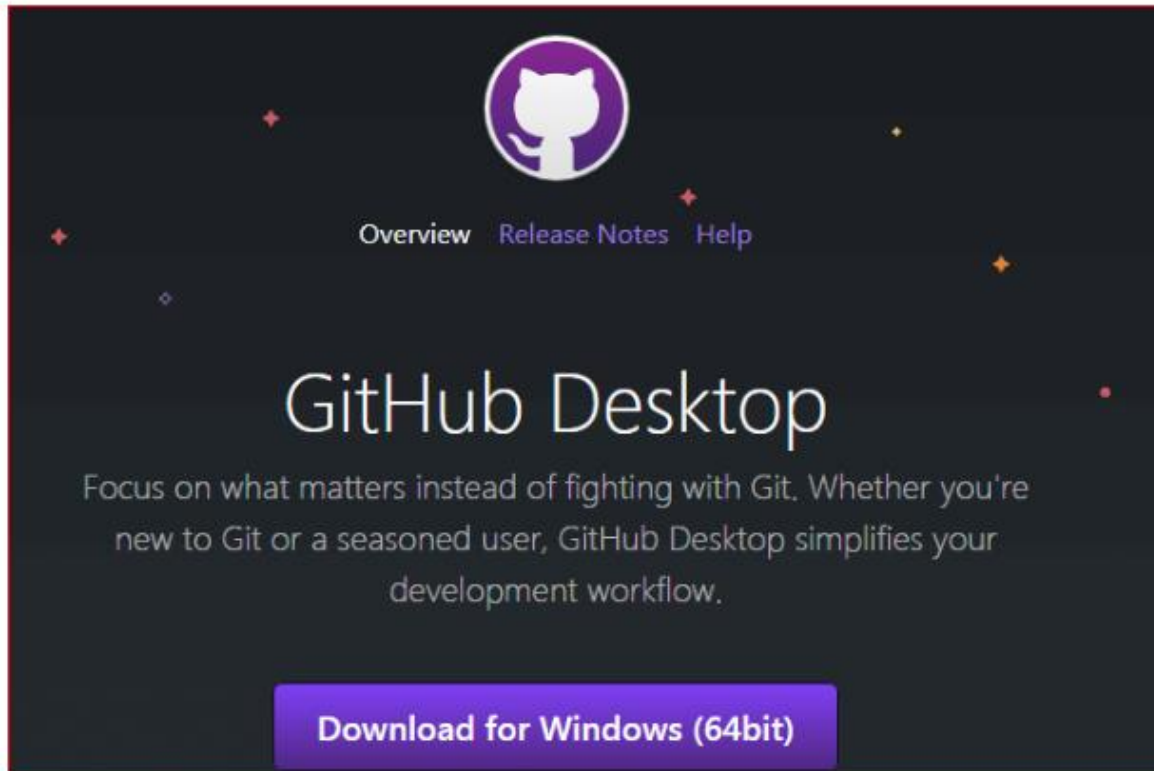 Overview Release Notes Help
GitHub Desktop
Focus on what matters instead of fighting with Git. Whether you're
new to Git or a seasoned user, GitHub Desktop simplifies your
development workflow.
Download for Windows (64bit)